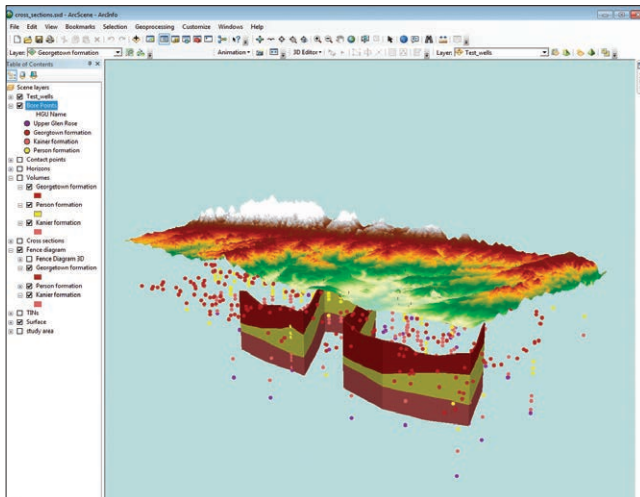 cross_sections.sxd - ArcScene - ArcInfo
File Edit View Bookmarks Selection Geoprocessing Customize Windows Help
Layer: Georgetown formation Animation 3D Editor Layer: Test_wells
Table of Contents
Scene layers
Test_wells
Boor Points
HGU Name
Upper Glen Rose
Georgtown formation
Kainer formation
Person formation
Contact points
Horizons
Volumes
Georgetown formation
Person formation
Kanier formation
Cross sections
Fence diagram
Fence Diagram 3D
Georgetown formation
Person formation
Kanier formation
TINs
Surface
study area